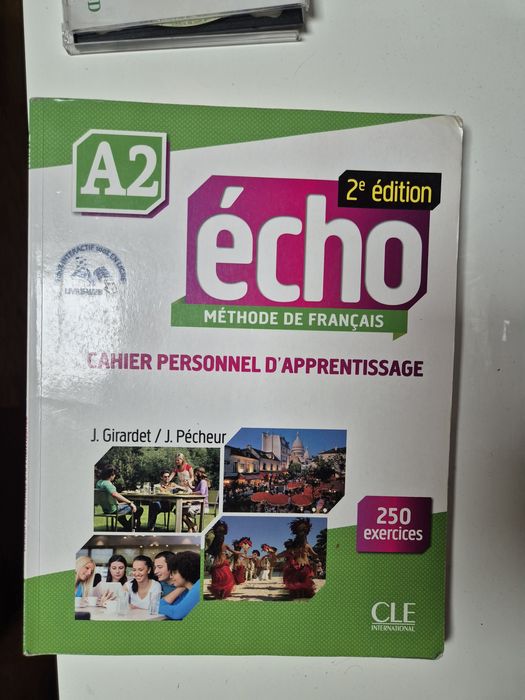 D
A2
2e édition
écho
MÉTHODE DE FRANÇAIS
CAHIER PERSONNEL D'APPRENTISSAGE
J. Girardet / J. Pécheur
250
exercices
CLE
INTERNATIONAL